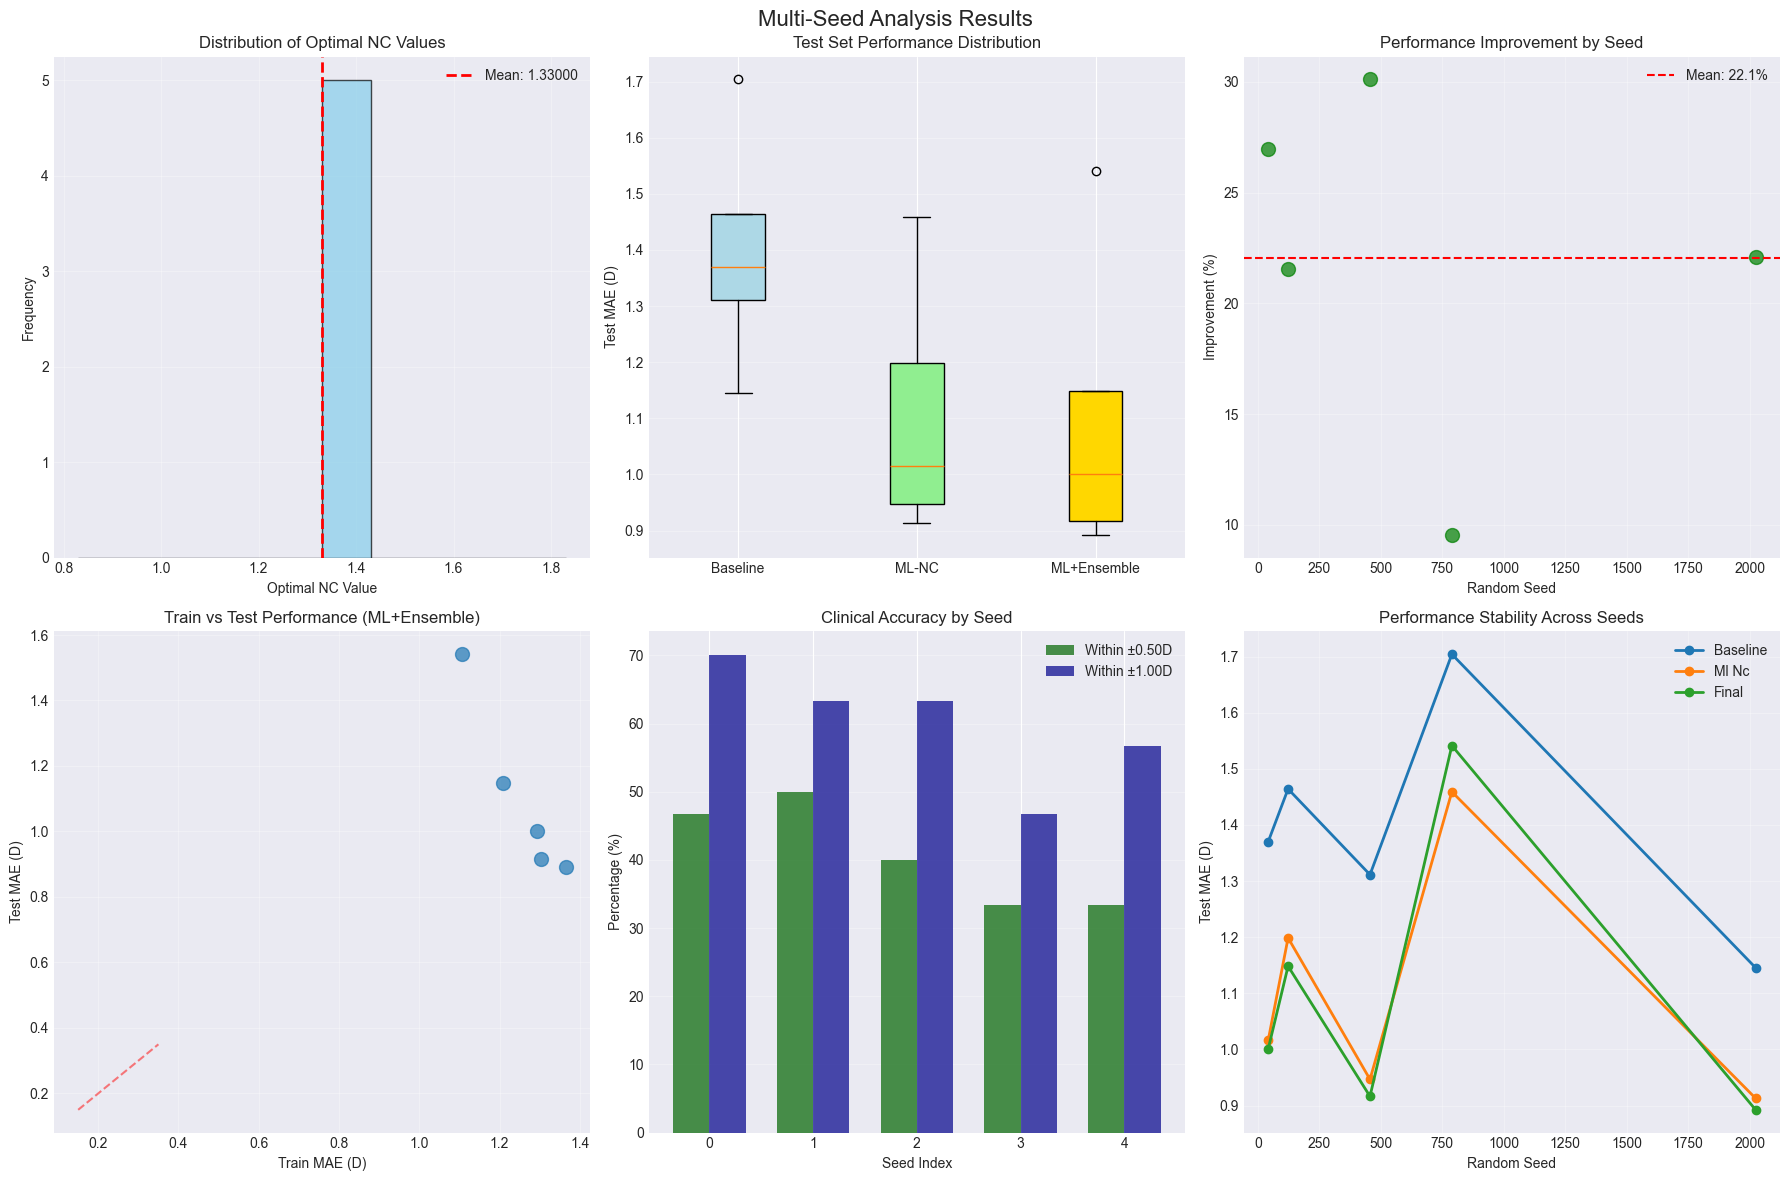 Multi-Seed Analysis Results
Distribution of Optimal NC Values
Mean: 1.33000
5
4
3
2
1
0
Frequency
0.8 1.0 1.2 1.4 1.6 1.8
Optimal NC Value
Test Set Performance Distribution
1.7
1.6
1.5
1.4
1.3
1.2
1.1
1.0
0.9
Test MAE (D)
Baseline ML-NC ML+Ensemble
Performance Improvement by Seed
Mean: 22.1%
30
25
20
15
10
Improvement (%)
0 250 500 750 1000 1250 1500 1750 2000
Random Seed
Train vs Test Performance (ML+Ensemble)
1.6
1.4
1.2
1.0
0.8
0.6
0.4
0.2
Test MAE (D)
0.2 0.4 0.6 0.8 1.0 1.2 1.4
Train MAE (D)
Clinical Accuracy by Seed
Within ±0.50D
Within ±1.00D
70
60
50
40
30
20
10
0
Percentage (%)
0 1 2 3 4
Seed Index
Performance Stability Across Seeds
Baseline
Ml Nc
Final
1.7
1.6
1.5
1.4
1.3
1.2
1.1
1.0
0.9
Test MAE (D)
0 250 500 750 1000 1250 1500 1750 2000
Random Seed